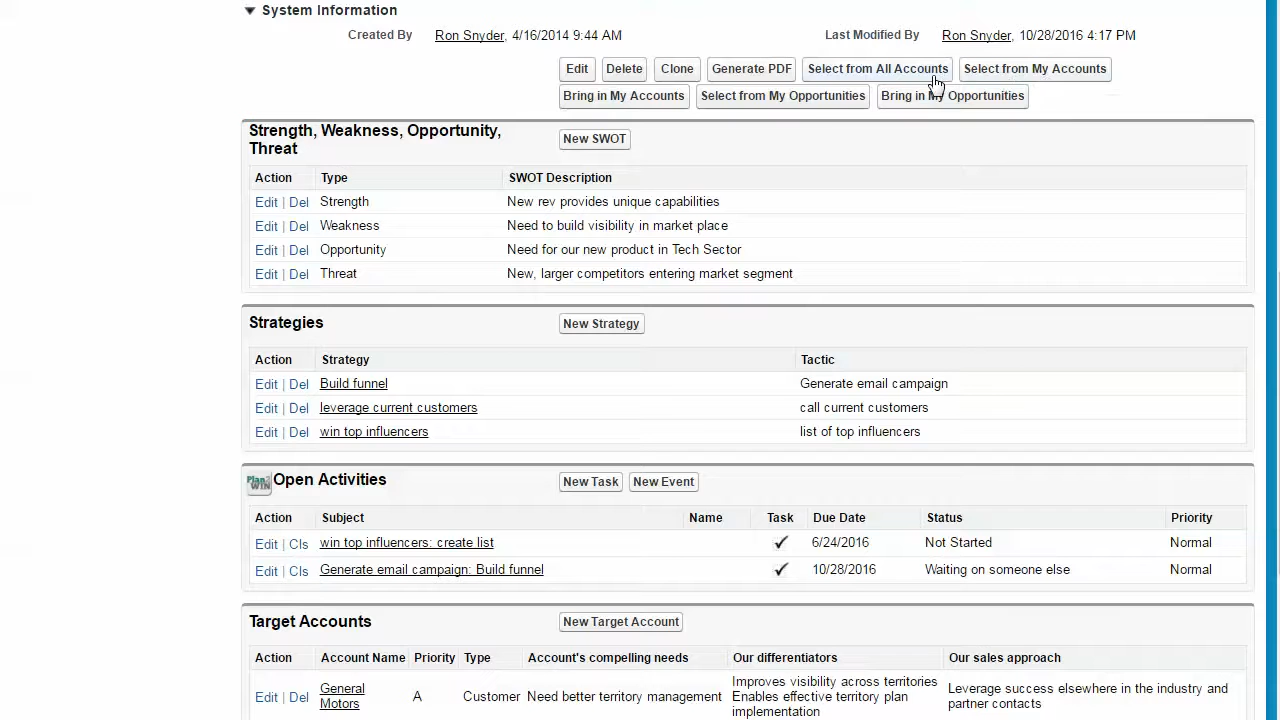 System Information
Created By Ron Snyder, 4/16/2014 9:44 AM Last Modified By Ron Snyder, 10/28/2016 4:17 PM
Edit Delete Clone Generate PDF Select from All Accounts Select from My Accounts
Bring in My Accounts Select from My Opportunities Bring in My Opportunities
Strength, Weakness, Opportunity,
Threat
New SWOT
Action Type SWOT Description
Edit | Del Strength New rev provides unique capabilities
Edit | Del Weakness Need to build visibility in market place
Edit | Del Opportunity Need for our new product in Tech Sector
Edit | Del Threat New, larger competitors entering market segment
Strategies New Strategy
Action Strategy Tactic
Edit | Del Build funnel Generate email campaign
Edit | Del leverage current customers call current customers
Edit | Del win top influencers list of top influencers
Plan2
WIN
Open Activities New Task New Event
Action Subject Name Task Due Date Status Priority
Edit | Cls win top influencers: create list ✓ 6/24/2016 Not Started Normal
Edit | Cls Generate email campaign: Build funnel ✓ 10/28/2016 Waiting on someone else Normal
Target Accounts New Target Account
Action Account Name Priority Type Account's compelling needs Our differentiators Our sales approach
Edit | Del General
Motors
A Customer Need better territory management
Improves visibility across territories
Enables effective territory plan
implementation
Leverage success elsewhere in the industry and
partner contacts